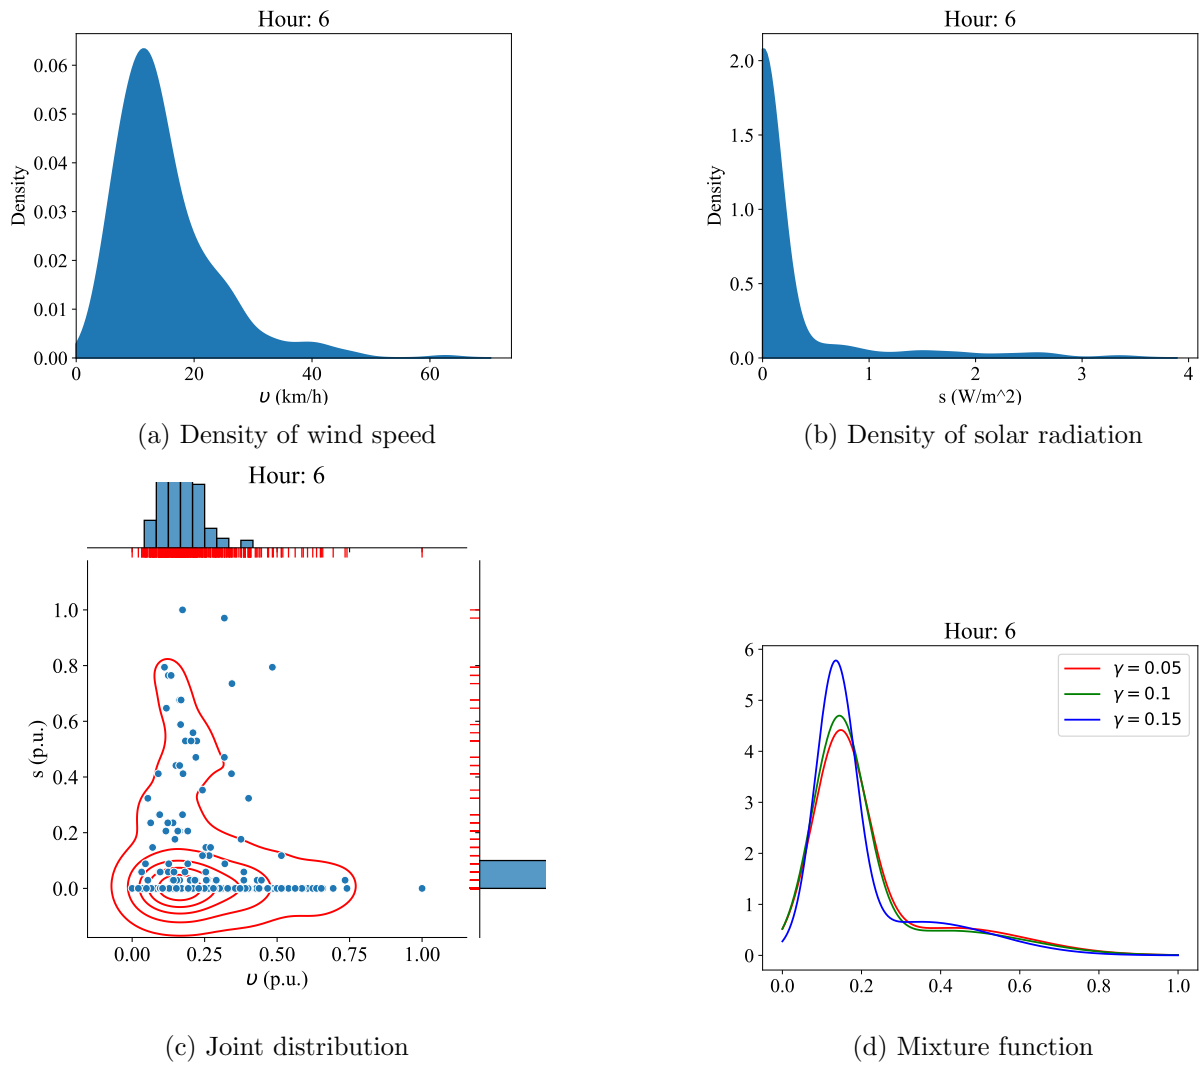 Hour: 6
0.06
0.05
0.04
0.03
0.02
0.01
0.00
Density
0 20 40 60
υ (km/h)
(a) Density of wind speed
Hour: 6
2.0
1.5
1.0
0.5
0.0
Density
0 1 2 3 4
s (W/m^2)
(b) Density of solar radiation
Hour: 6
1.0
0.8
0.6
0.4
0.2
0.0
s (p.u.)
0.00 0.25 0.50 0.75 1.00
υ (p.u.)
(c) Joint distribution
Hour: 6
6
5
4
3
2
1
0
γ = 0.05
γ = 0.1
γ = 0.15
0.0 0.2 0.4 0.6 0.8 1.0
(d) Mixture function